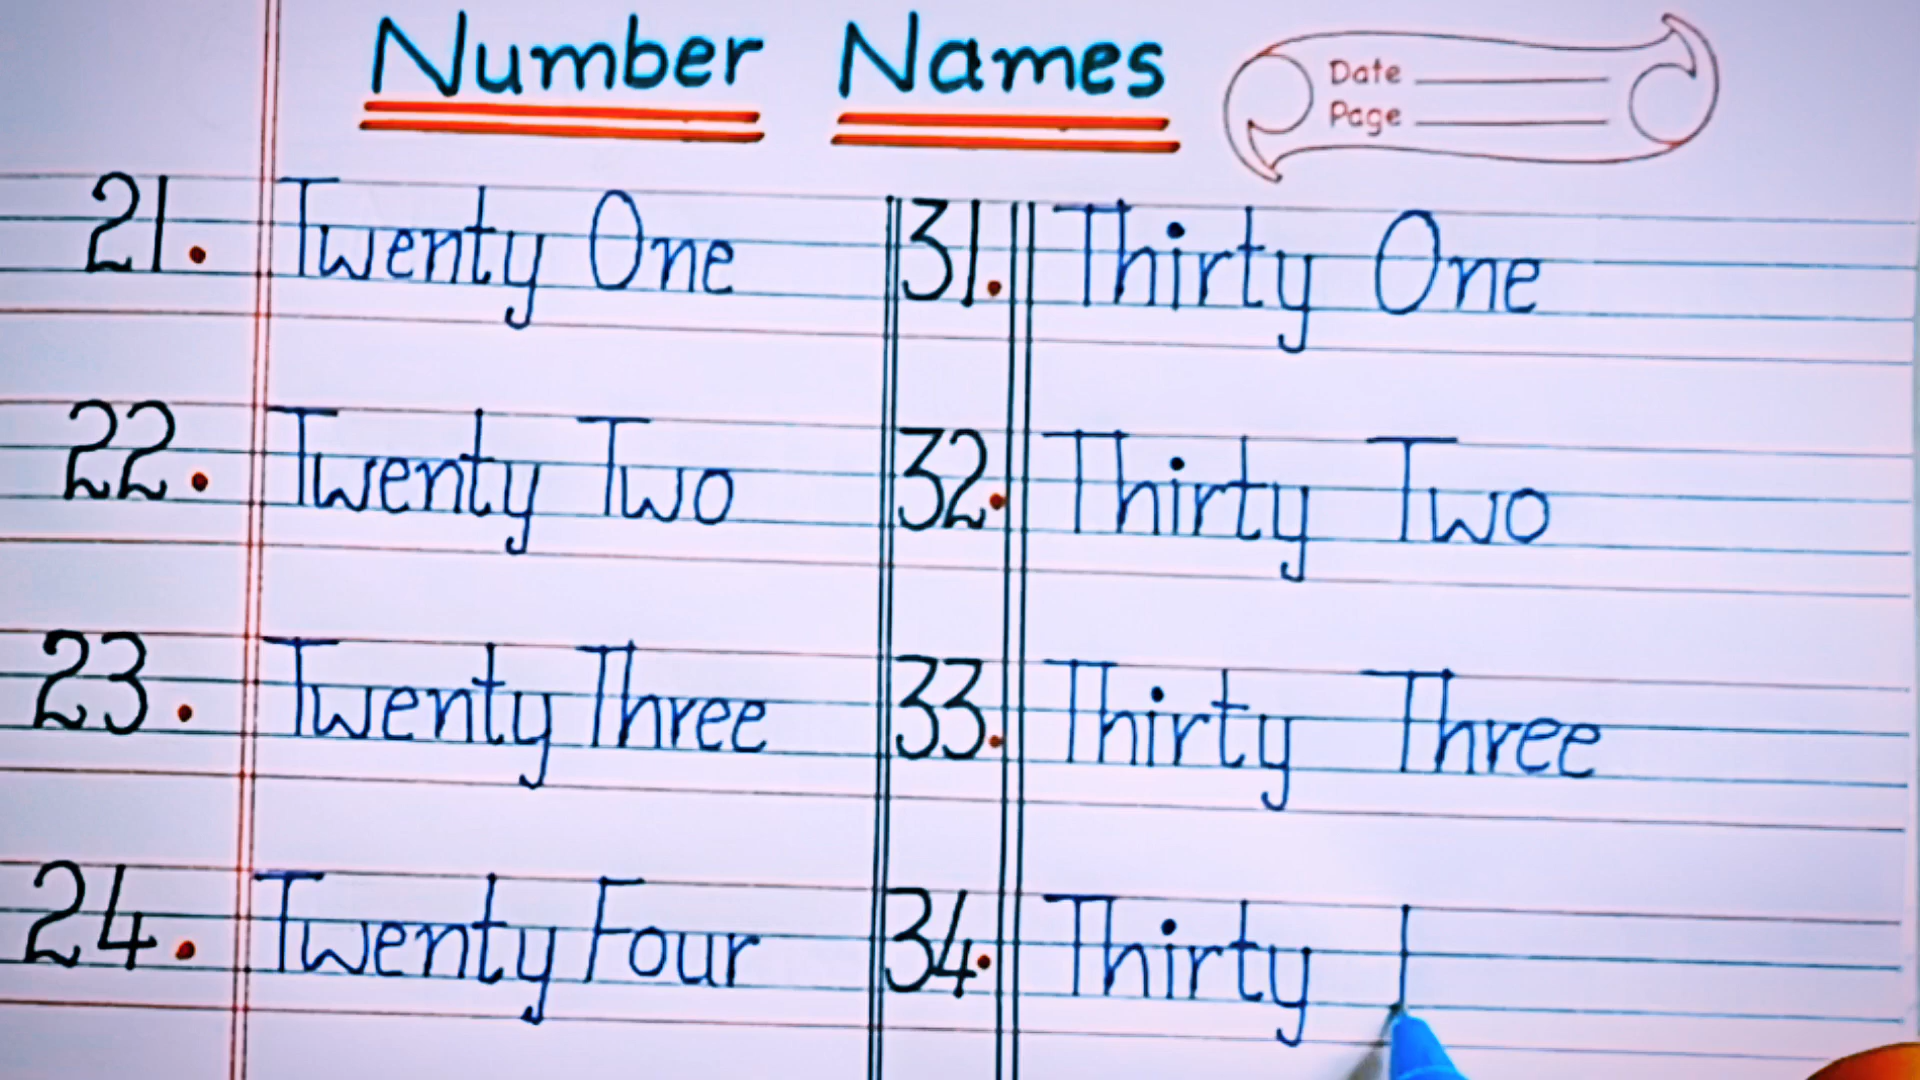 Number Names
Date
Page
21. Twenty One 31. Thirty One
22. Twenty Two 32. Thirty Two
23. Twenty Three 33. Thirty Three
24. Twenty Four 34. Thirty